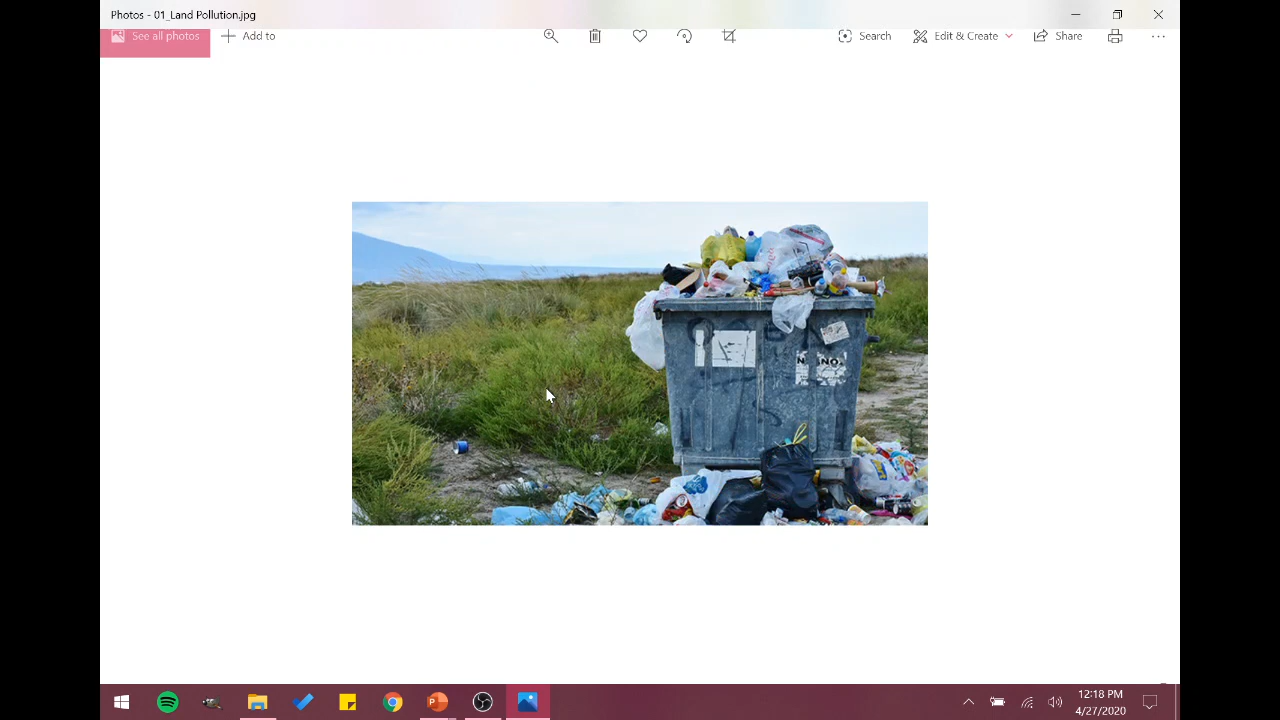 Photos - 01_Land Pollution.jpg
See all photos
Add to
Search
Edit & Create
Share
NO
12:18 PM
4/27/2020